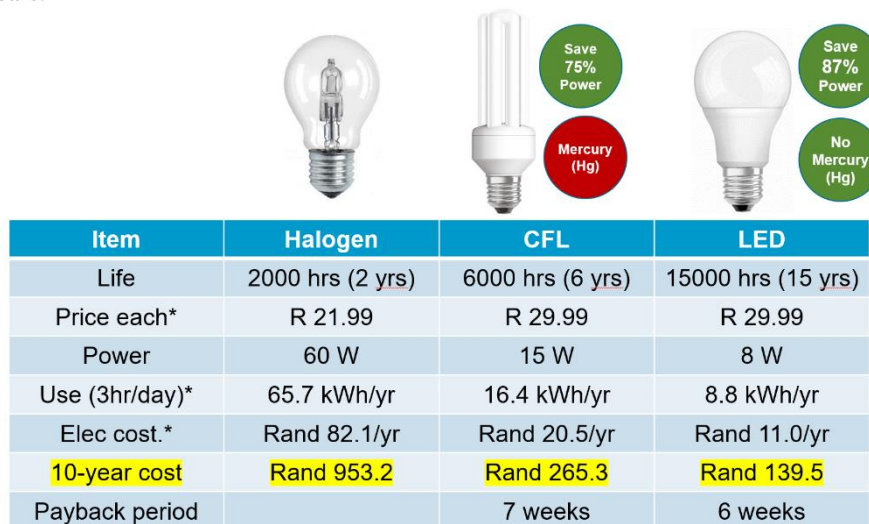 Save
75%
Power
Mercury
(Hg)
Save
87%
Power
No
Mercury
(Hg)
Item Halogen CFL LED
Life 2000 hrs (2 yrs) 6000 hrs (6 yrs) 15000 hrs (15 yrs)
Price each* R 21.99 R 29.99 R 29.99
Power 60 W 15 W 8 W
Use (3hr/day)* 65.7 kWh/yr 16.4 kWh/yr 8.8 kWh/yr
Elec cost.* Rand 82.1/yr Rand 20.5/yr Rand 11.0/yr
10-year cost Rand 953.2 Rand 265.3 Rand 139.5
Payback period 7 weeks 6 weeks